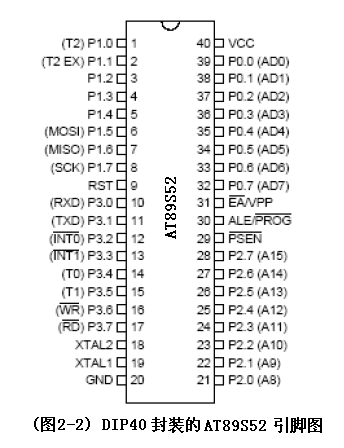 (T2) P1.0 1 40 VCC
(T2 EX) P1.1 2 39 P0.0 (AD0)
P1.2 3 38 P0.1 (AD1)
P1.3 4 37 P0.2 (AD2)
P1.4 5 36 P0.3 (AD3)
(MOSI) P1.5 6 35 P0.4 (AD4)
(MISO) P1.6 7 34 P0.5 (AD5)
(SCK) P1.7 8 33 P0.6 (AD6)
RST 9 32 P0.7 (AD7)
(RXD) P3.0 10 31 EA/VPP
(TXD) P3.1 11 30 ALE/PROG
(INT0) P3.2 12 29 PSEN
(INT1) P3.3 13 28 P2.7 (A15)
(T0) P3.4 14 27 P2.6 (A14)
(T1) P3.5 15 26 P2.5 (A13)
(WR) P3.6 16 25 P2.4 (A12)
(RD) P3.7 17 24 P2.3 (A11)
XTAL2 18 23 P2.2 (A10)
XTAL1 19 22 P2.1 (A9)
GND 20 21 P2.0 (A8)
AT89S52
(图2-2) DIP40 封装的AT89S52 引脚图